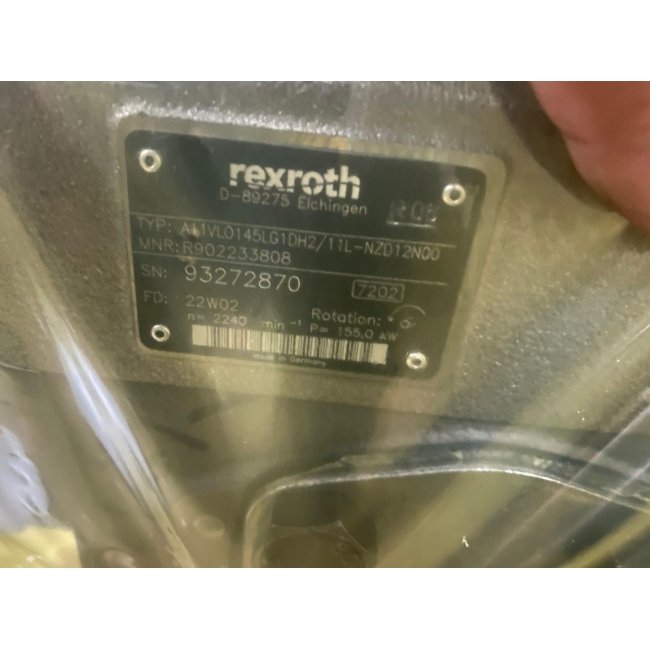 rexroth
D-89275 Elchingen
R06
TYP: A11VLO145LG1DH2/11L-NZD12N00
MNR: R902233808
SN: 93272870
7202
FD: 22W02
Rotation:
n= 2240 min⁻¹ P= 155,0 kW
Made in Germany